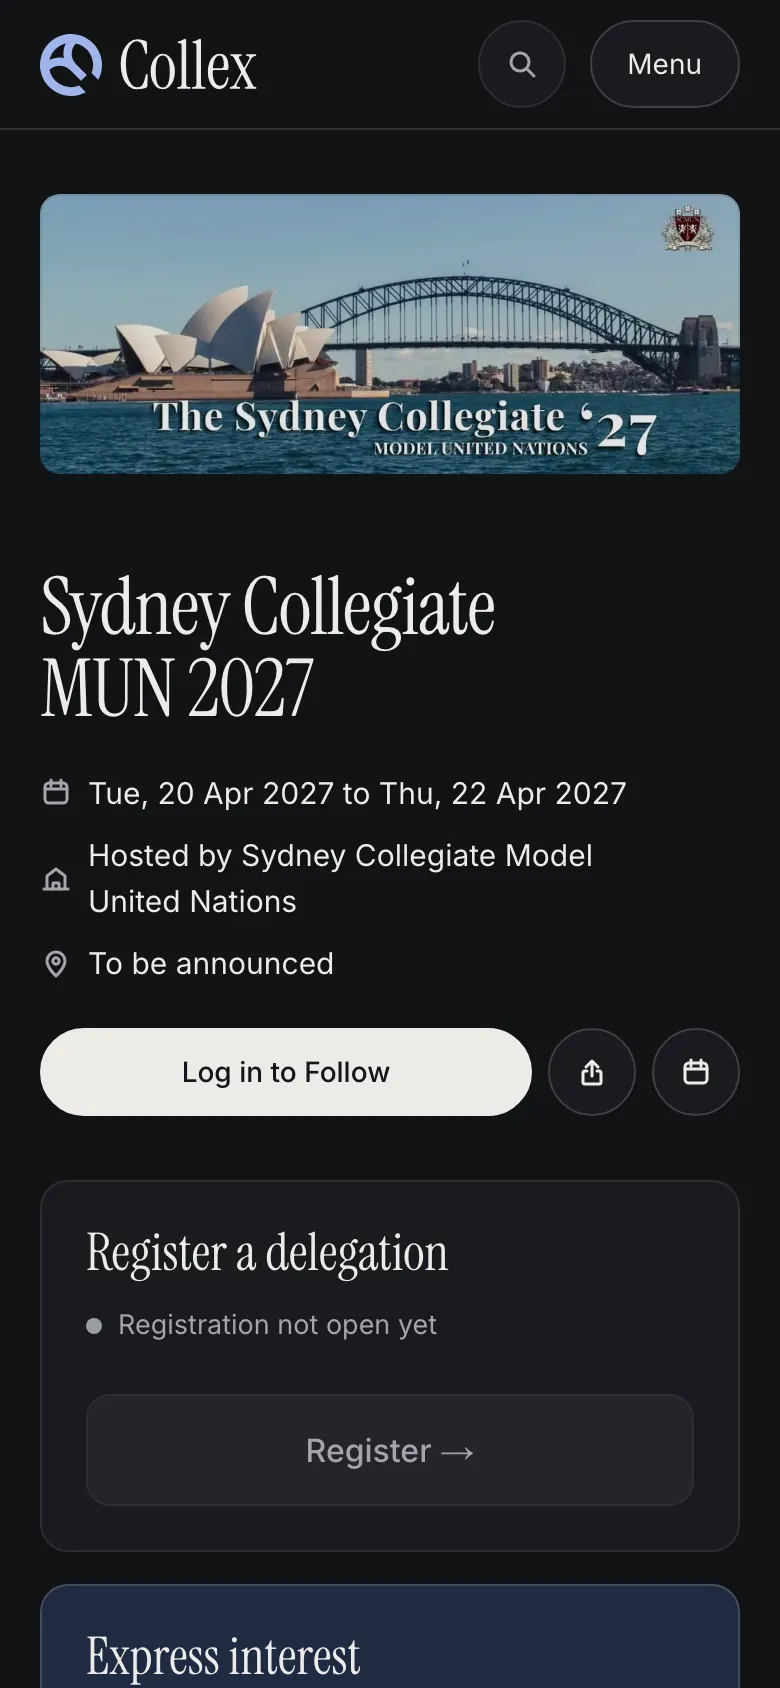 Collex
Menu
SCMUN
The Sydney Collegiate ‘27
MODEL UNITED NATIONS
Sydney Collegiate
MUN 2027
Tue, 20 Apr 2027 to Thu, 22 Apr 2027
Hosted by Sydney Collegiate Model
United Nations
To be announced
Log in to Follow
Register a delegation
Registration not open yet
Register →
Express interest